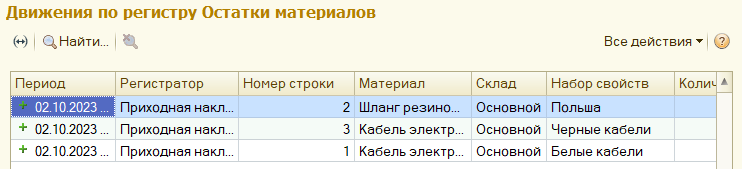 Движения по регистру Остатки материалов
Найти... Все действия
Период Регистратор Номер строки Материал Склад Набор свойств Колич
02.10.2023 ... Приходная накл... 2 Шланг резино... Основной Польша
02.10.2023 ... Приходная накл... 3 Кабель электр... Основной Черные кабели
02.10.2023 ... Приходная накл... 1 Кабель электр... Основной Белые кабели